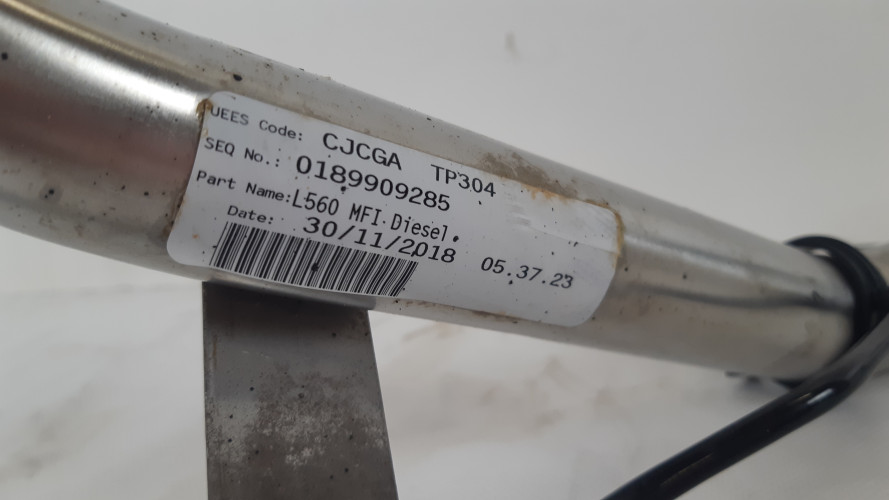 UEES Code: CJCGA TP304
SEQ No.: 0189909285
Part Name: L560 MFI Diesel
Date: 30/11/2018 05.37.23